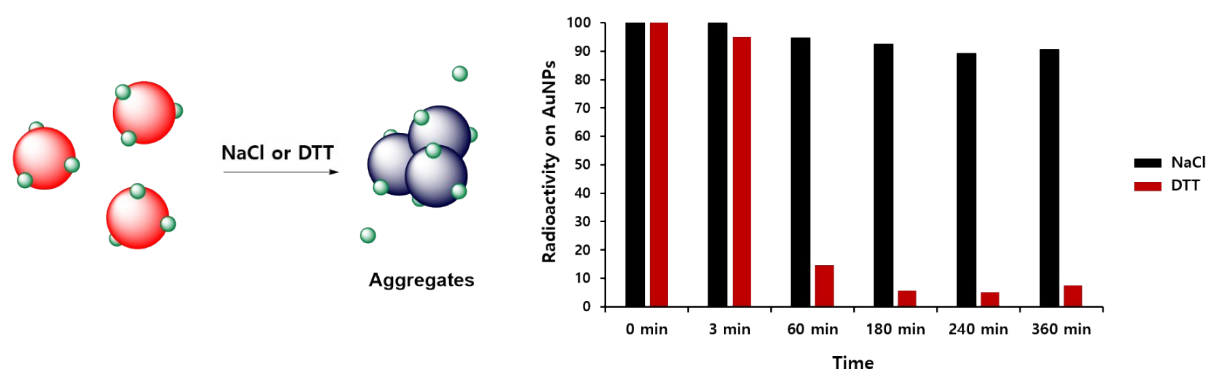 NaCl or DTT
Aggregates
Radioactivity on AuNPs
100
90
80
70
60
50
40
30
20
10
0
0 min 3 min 60 min 180 min 240 min 360 min
Time
NaCl
DTT